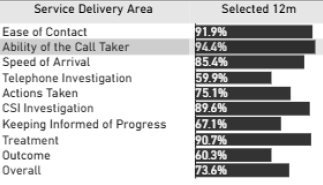 Service Delivery Area Selected 12m
Ease of Contact 91.9%
Ability of the Call Taker 94.4%
Speed of Arrival 85.4%
Telephone Investigation 59.9%
Actions Taken 75.1%
CSI Investigation 89.6%
Keeping Informed of Progress 67.1%
Treatment 90.7%
Outcome 60.3%
Overall 73.6%